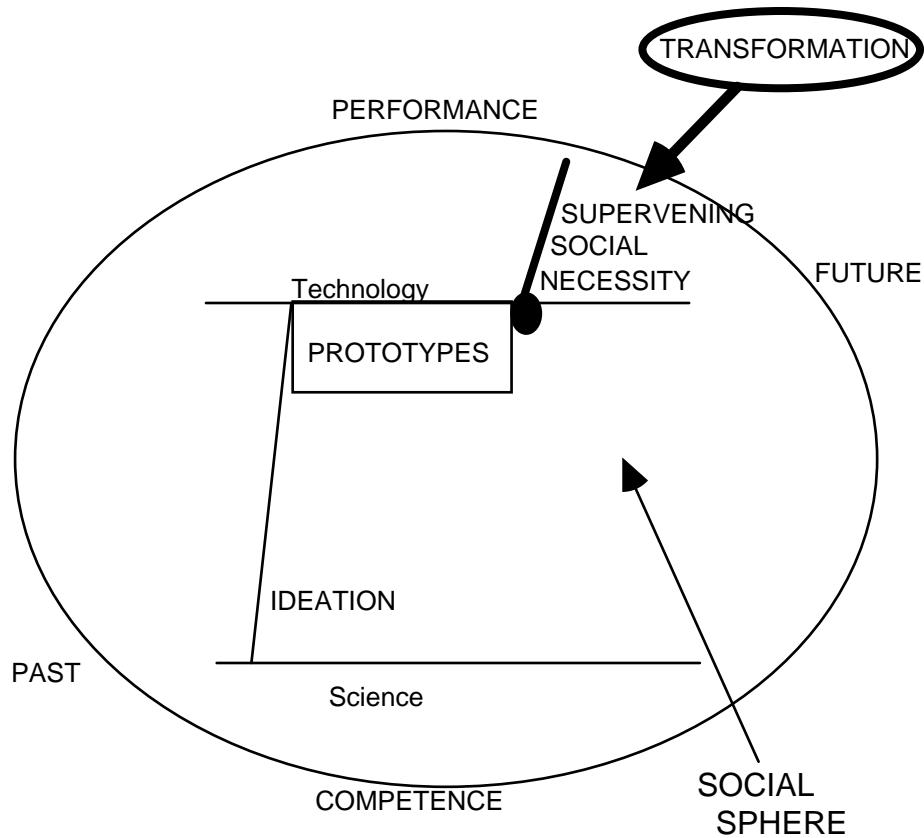 TRANSFORMATION
PERFORMANCE
SUPERVENING
SOCIAL
NECESSITY
FUTURE
Technology
PROTOTYPES
IDEATION
PAST
Science
COMPETENCE
SOCIAL
SPHERE